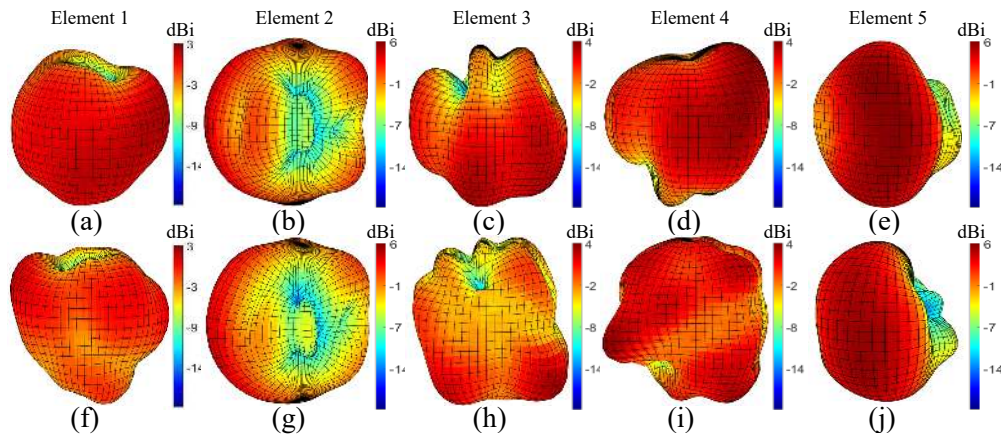 Element 1 Element 2 Element 3 Element 4 Element 5
dBi dBi dBi dBi dBi
3 -3 -9 -14
6 -1 -7 -14
4 -2 -8 -14
4 -2 -8 -14
6 -1 -7 -14
(a) (b) (c) (d) (e)
dBi dBi dBi dBi dBi
3 -3 -9 -14
6 -1 -7 -14
4 -2 -8 -14
4 -2 -8 -14
6 -1 -7 -14
(f) (g) (h) (i) (j)